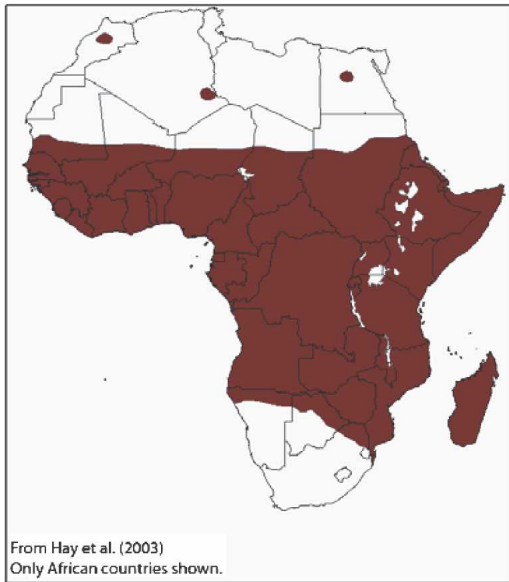 From Hay et al. (2003)
Only African countries shown.